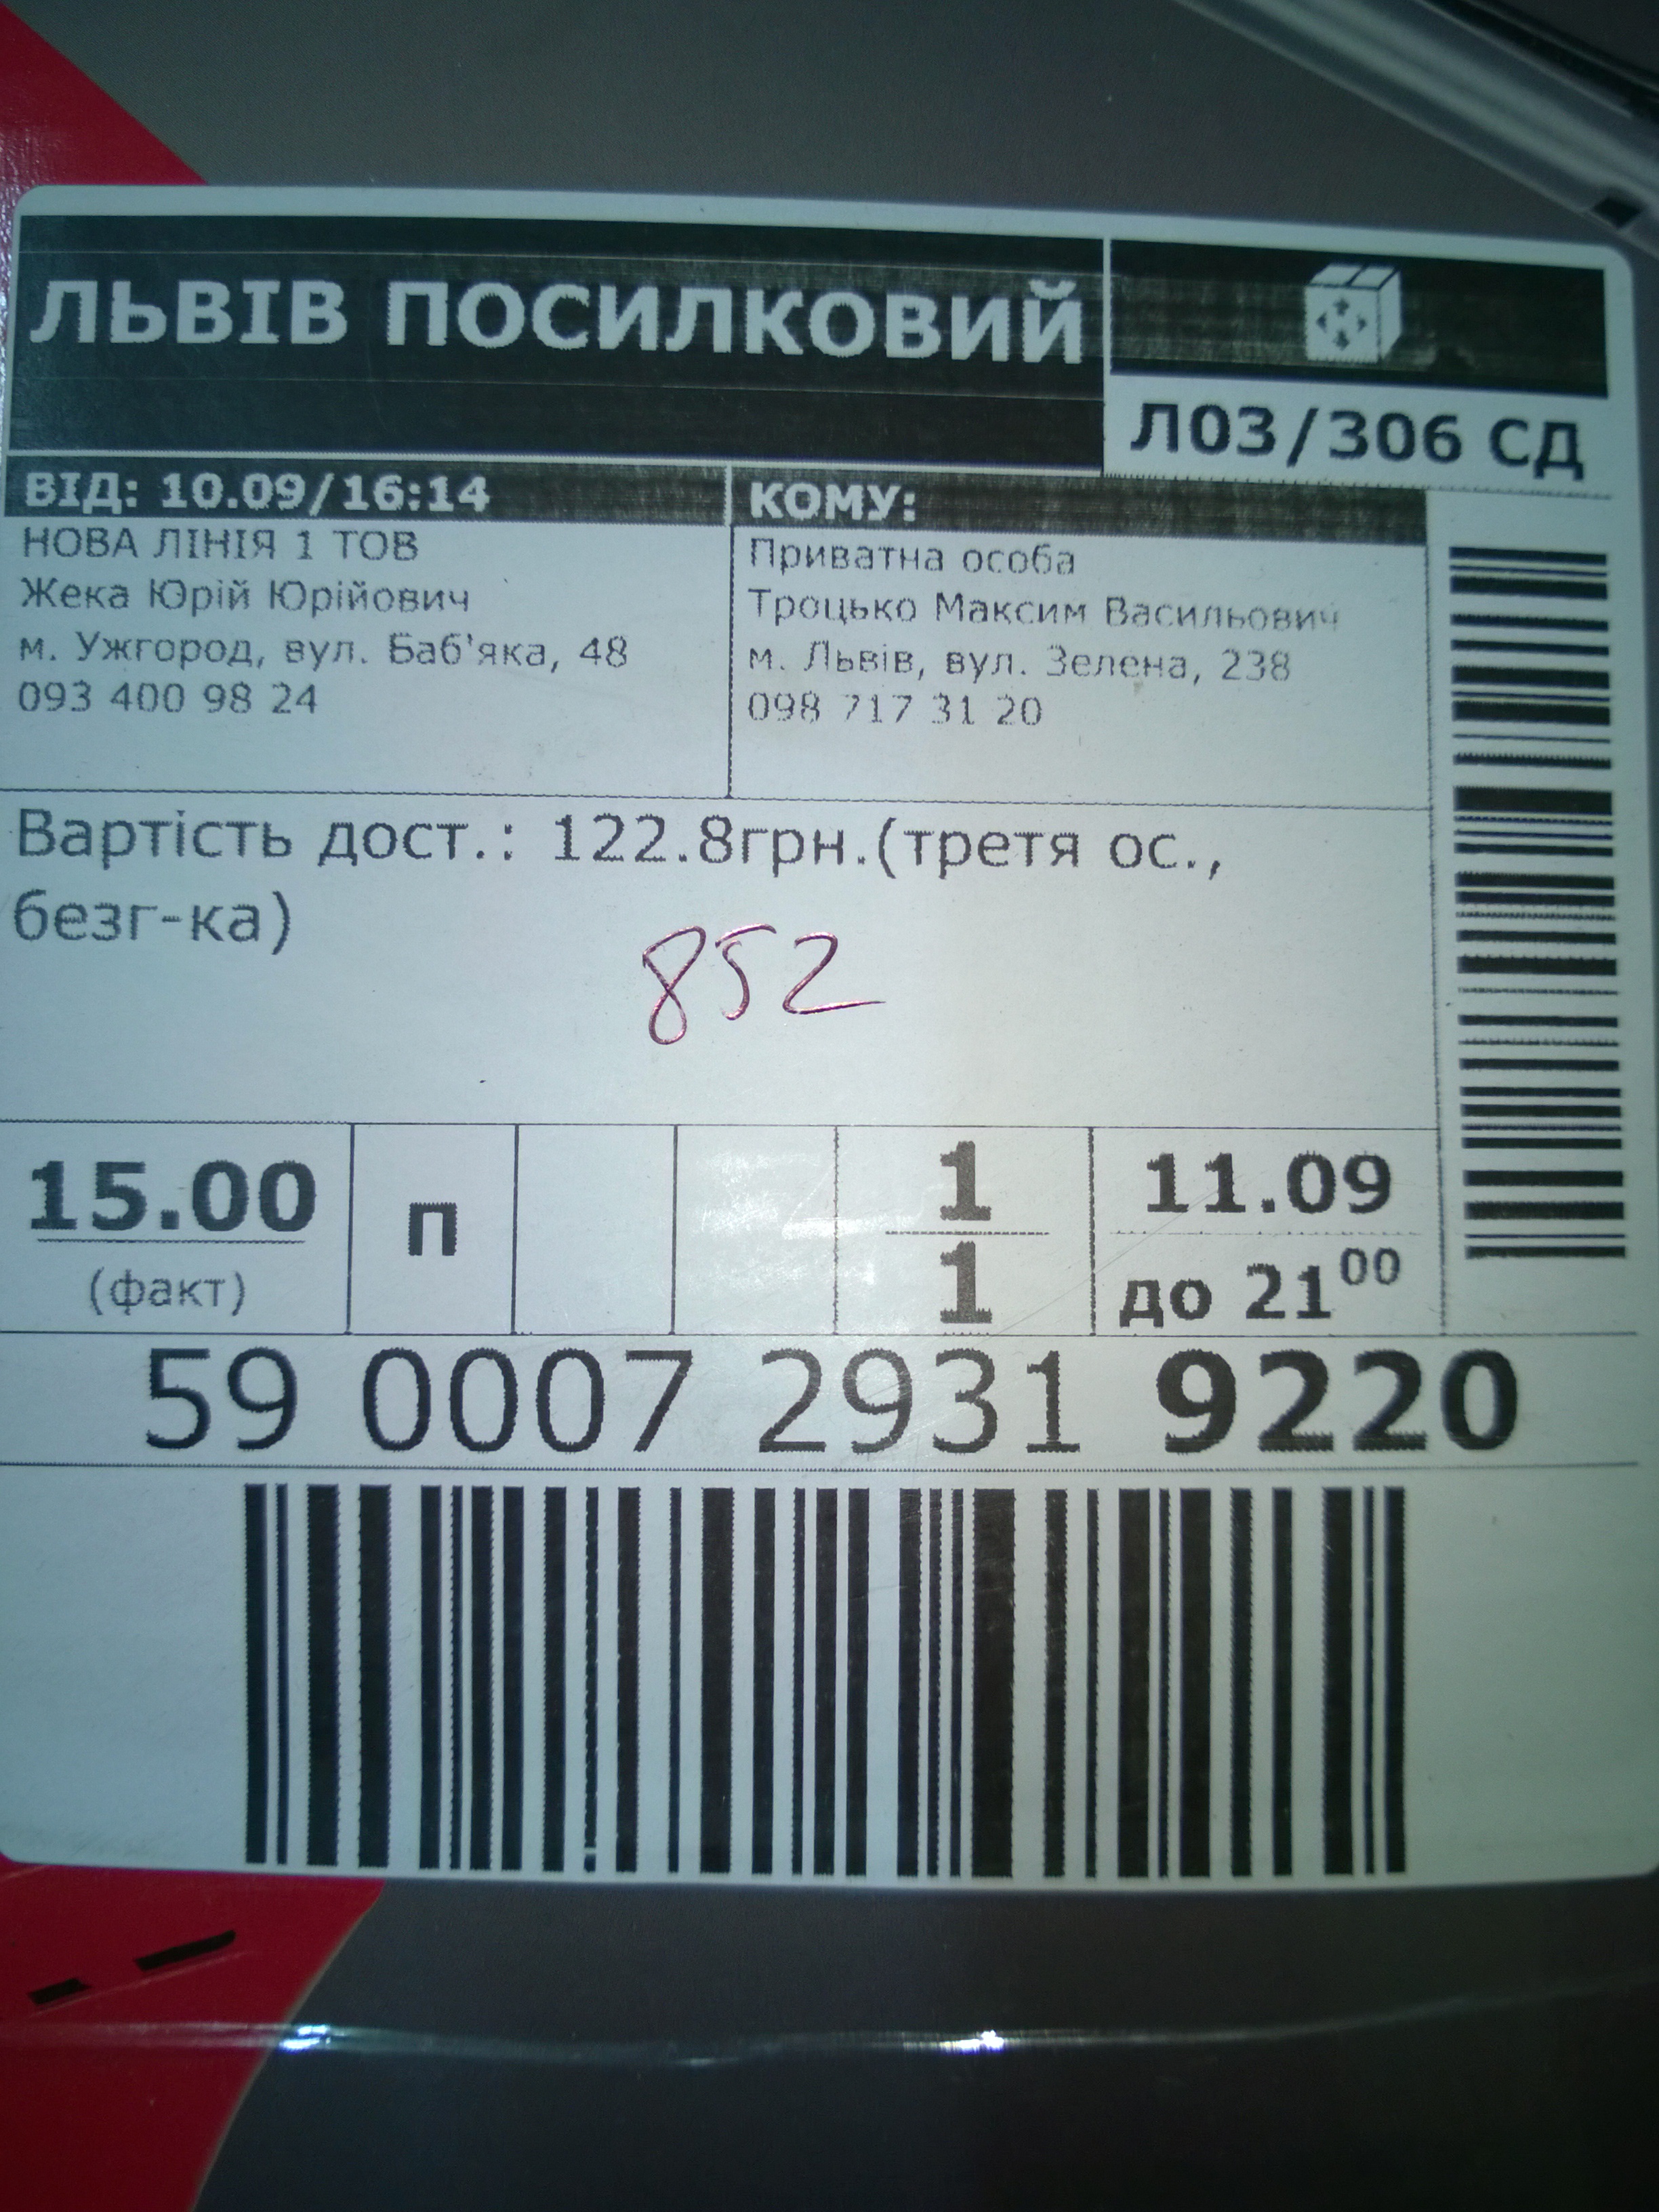 ЛЬВІВ ПОСИЛКОВИЙ
Л03/306 СД
ВІД: 10.09/16:14
НОВА ЛІНІЯ 1 ТОВ
Жека Юрій Юрійович
м. Ужгород, вул. Баб'яка, 48
093 400 98 24
КОМУ:
Приватна особа
Троцько Максим Васильович
м. Львів, вул. Зелена, 238
098 717 31 20
Вартість дост.: 122.8грн.(третя ос.,
безг-ка)
852
15.00
(факт)
П
1
1
11.09
до 21 00
59 0007 2931 9220